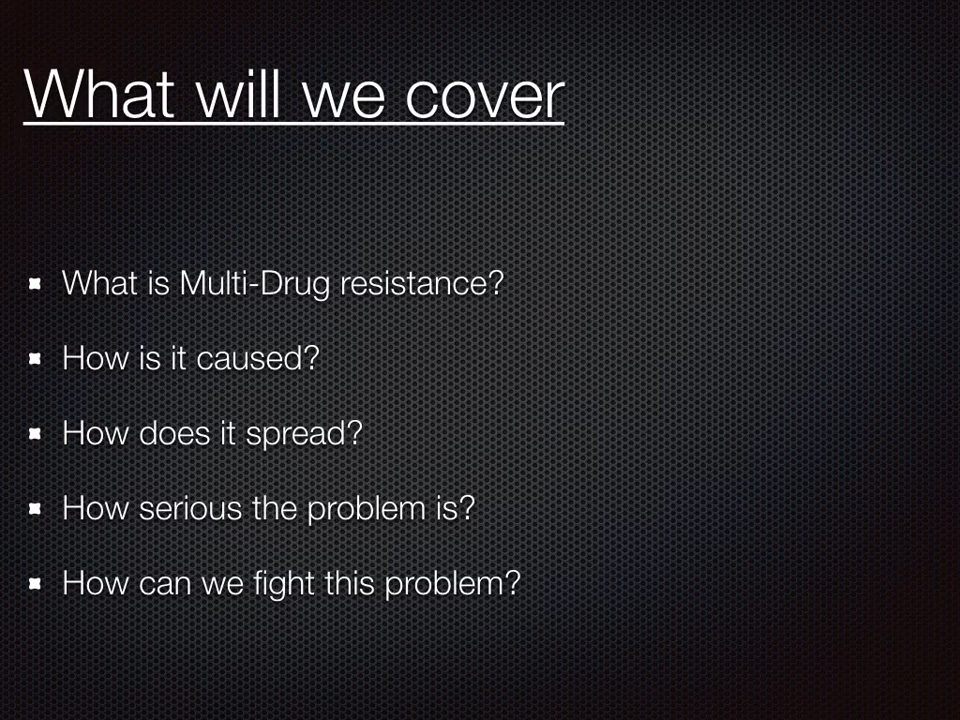 What will we cover
What is Multi-Drug resistance?
How is it caused?
How does it spread?
How serious the problem is?
How can we fight this problem?